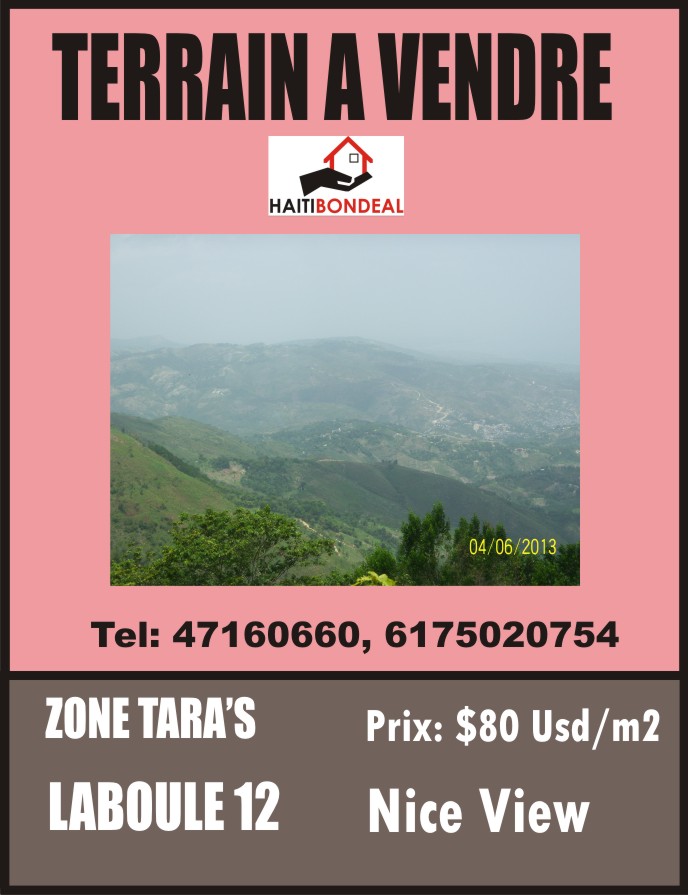 TERRAIN A VENDRE
HAITIBONDEAL
04/06/2013
Tel: 47160660, 6175020754
ZONE TARA'S
Prix: $80 Usd/m2
LABOULE 12
Nice View